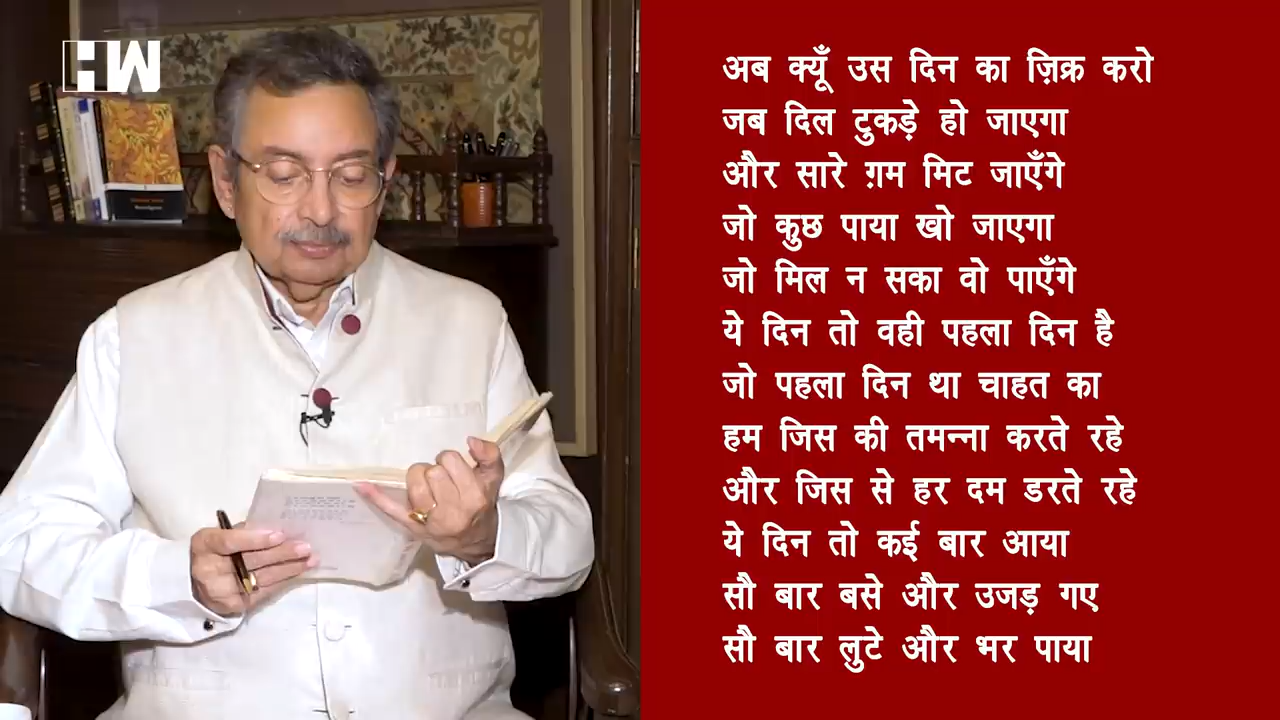 HW
अब क्यूँ उस दिन का ज़िक्र करो
जब दिल टुकड़े हो जाएगा
और सारे ग़म मिट जाएँगे
जो कुछ पाया खो जाएगा
जो मिल न सका वो पाएँगे
ये दिन तो वही पहला दिन है
जो पहला दिन था चाहत का
हम जिस की तमन्ना करते रहे
और जिस से हर दम डरते रहे
ये दिन तो कई बार आया
सौ बार बसे और उजड़ गए
सौ बार लुटे और भर पाया